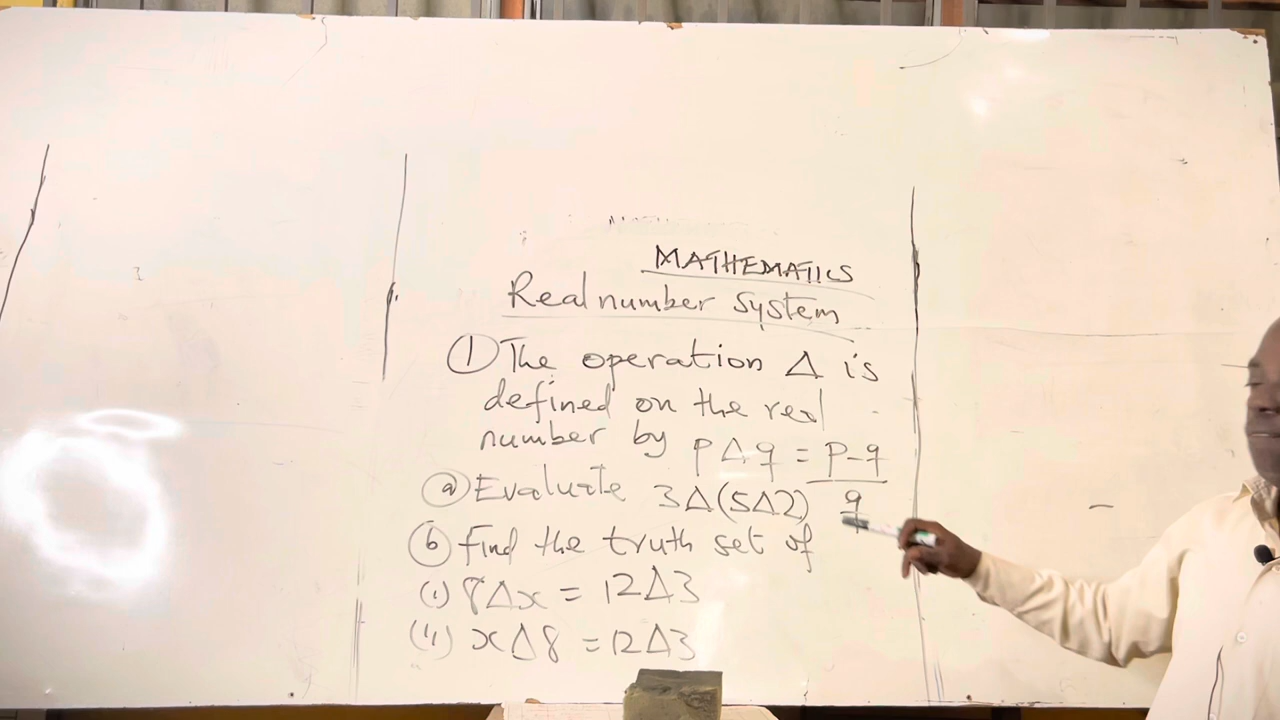 MATHEMATICS
Real number system
① The operation Δ is
defined on the real
number by pΔq = p-q/q
ⓐ Evaluate 3Δ(5Δ2)
ⓑ find the truth set of
(i) 8Δx = 12Δ3
(ii) xΔ8 = 12Δ3